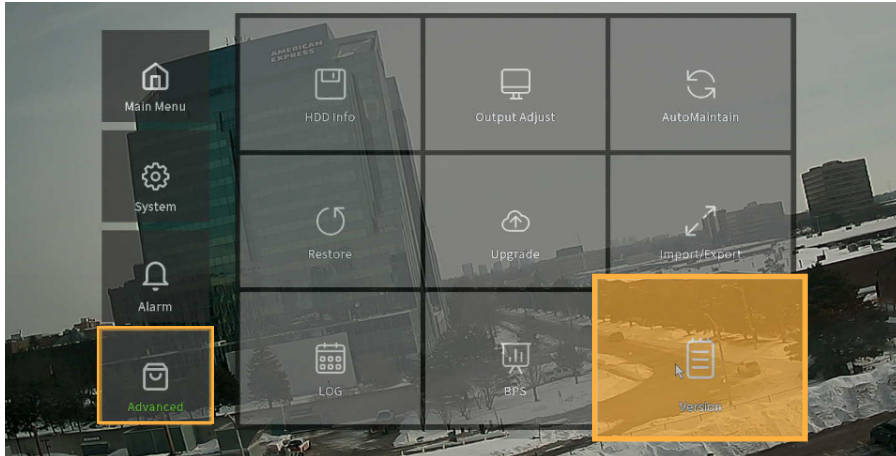 AMERICAN
EXPRESS
Main Menu
HDD Info
Output Adjust
AutoMaintain
System
Restore
Upgrade
Import/Export
Alarm
LOG
BPS
Version
Advanced